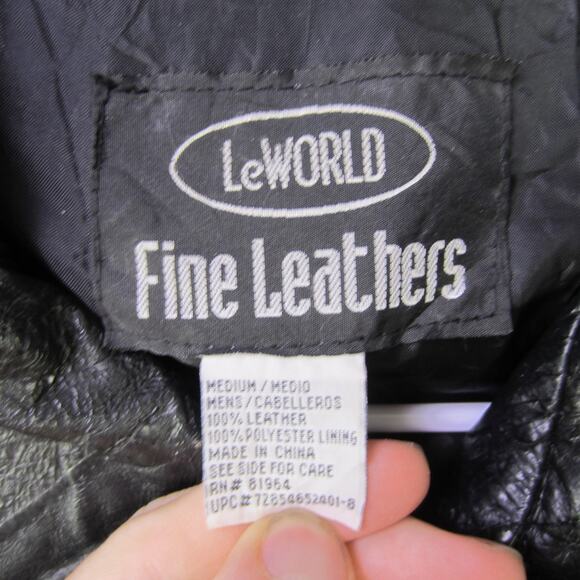 LeWORLD
Fine Leathers
MEDIUM / MEDIO
MENS/CABELLEROS
100% LEATHER
100% POLYESTER LINING
MADE IN CHINA
SEE SIDE FOR CARE
RN# 81964
UPC# 72854652401-8